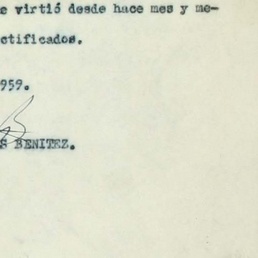 virtió desde hace mes y me-
ctificados.
959.
S BENITEZ.